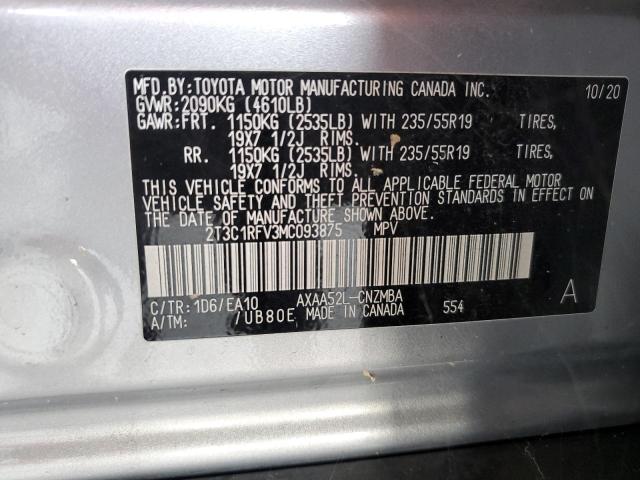 MFD.BY:TOYOTA MOTOR MANUFACTURING CANADA INC. 10/20
GVWR:2090KG (4610LB)
GAWR:FRT. 1150KG (2535LB) WITH 235/55R19 TIRES,
19X7 1/2J RIMS.
RR. 1150KG (2535LB) WITH 235/55R19 TIRES,
19X7 1/2J RIMS.
THIS VEHICLE CONFORMS TO ALL APPLICABLE FEDERAL MOTOR
VEHICLE SAFETY AND THEFT PREVENTION STANDARDS IN EFFECT ON
THE DATE OF MANUFACTURE SHOWN ABOVE.
2T3C1RFV3MC093875 MPV
C/TR:1D6/EA10 AXAA52L-CNZMBA A
A/TM: /UB80E MADE IN CANADA 554